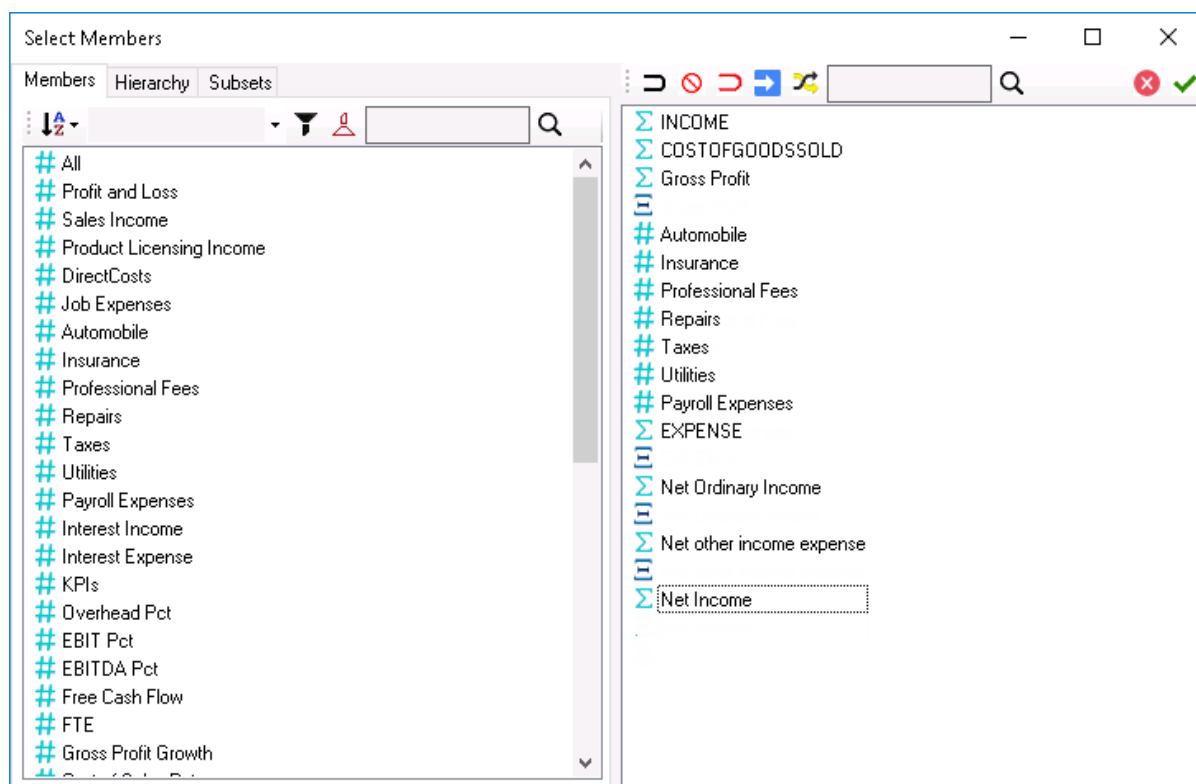 Select Members
Members Hierarchy Subsets
All
Profit and Loss
Sales Income
Product Licensing Income
DirectCosts
Job Expenses
Automobile
Insurance
Professional Fees
Repairs
Taxes
Utilities
Payroll Expenses
Interest Income
Interest Expense
KPIs
Overhead Pct
EBIT Pct
EBITDA Pct
Free Cash Flow
FTE
Gross Profit Growth
INCOME
COSTOFGOODSSOLD
Gross Profit
Automobile
Insurance
Professional Fees
Repairs
Taxes
Utilities
Payroll Expenses
EXPENSE
Net Ordinary Income
Net other income expense
Net Income